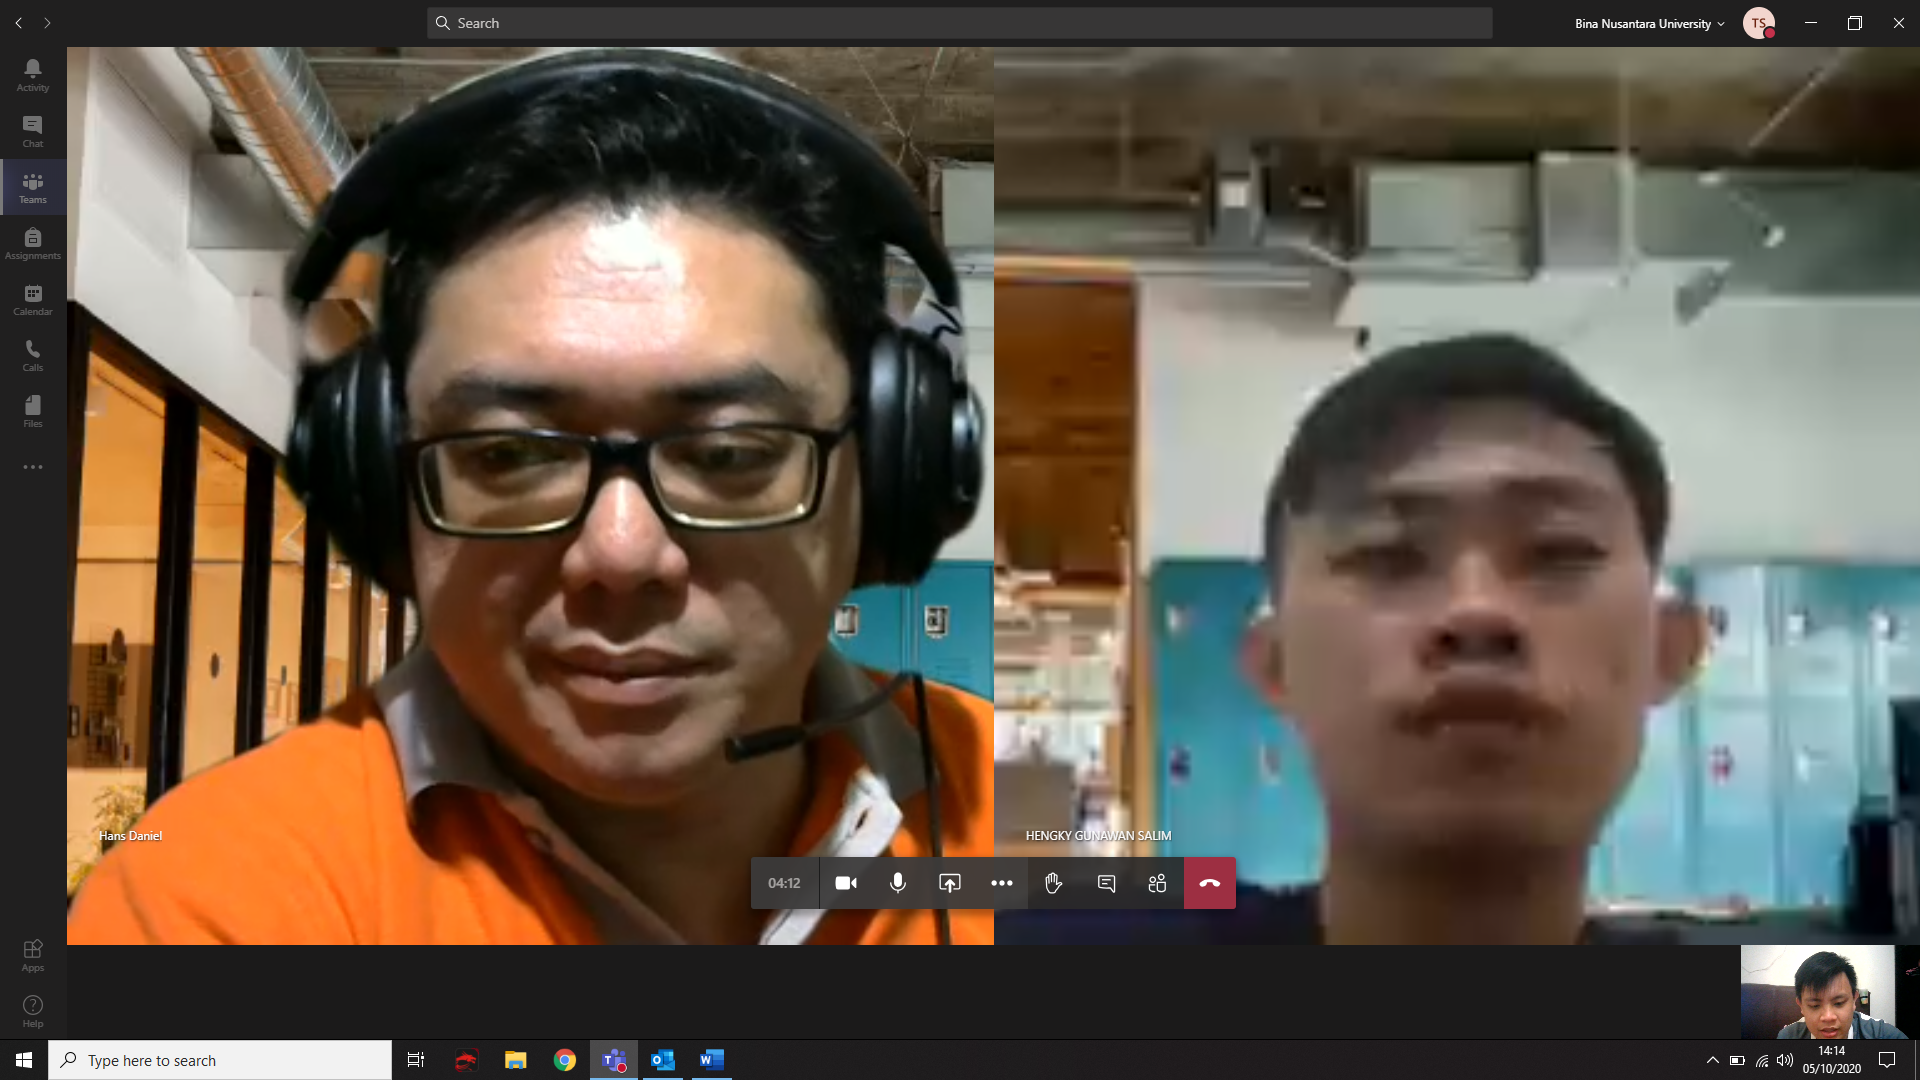 Search
Bina Nusantara University
TS
Activity
Chat
Teams
Assignments
Calendar
Calls
Files
Apps
Help
Hans Daniel
HENGKY GUNAWAN SALIM
04:12
Type here to search
14:14
05/10/2020